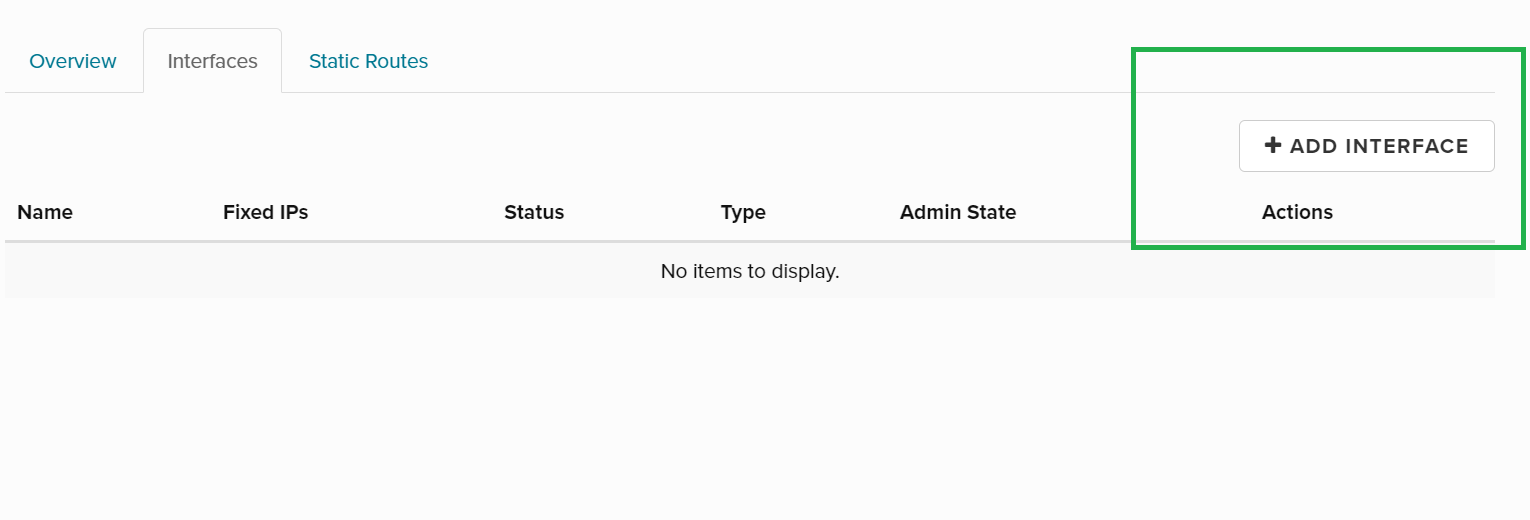 Overview Interfaces Static Routes
+ ADD INTERFACE
Name Fixed IPs Status Type Admin State Actions
No items to display.